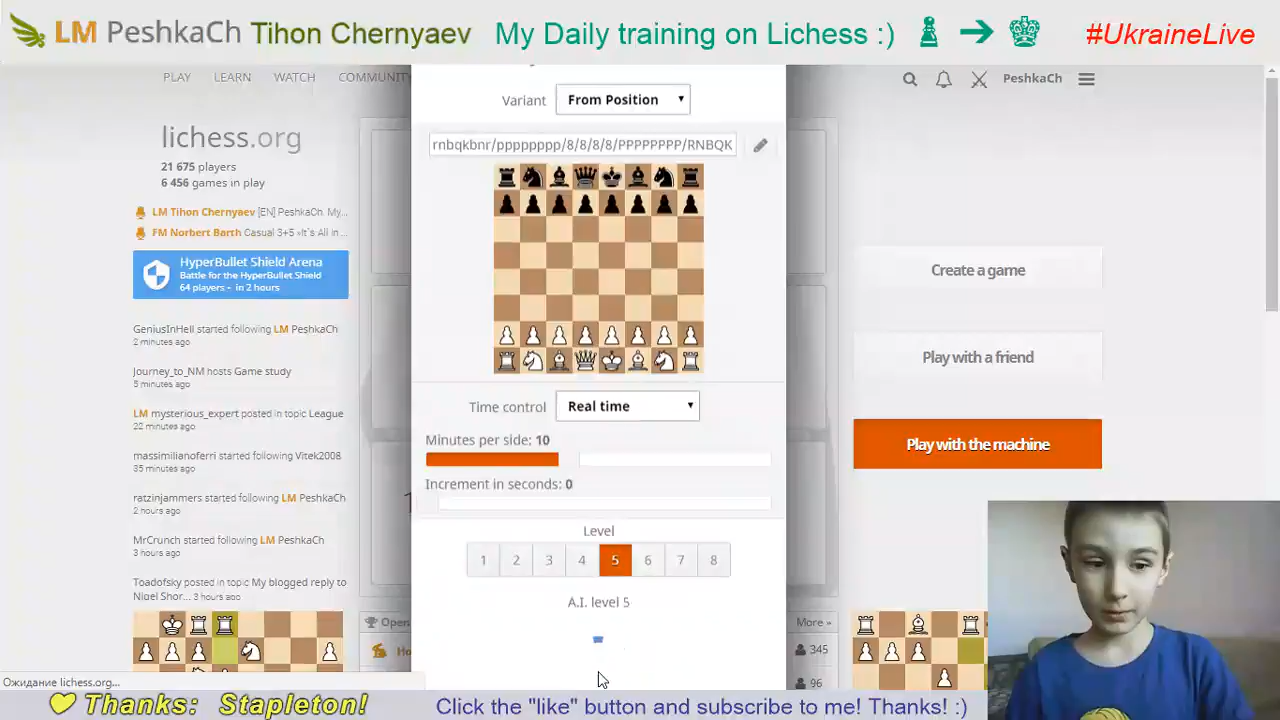 LM PeshkaCh Tihon Chernyaev My Daily training on Lichess :) #UkraineLive
PLAY LEARN WATCH COMMUNITY PeshkaCh
lichess.org
21 675 players
6 456 games in play
LM Tihon Chernyaev [EN] PeshkaCh. My...
FM Norbert Barth Casual 3+5 »It´s All in ...
HyperBullet Shield Arena
Battle for the HyperBullet Shield
64 players - in 2 hours
GeniusInHell started following LM PeshkaCh
2 minutes ago
Journey_to_NM hosts Game study
5 minutes ago
LM mysterious_expert posted in topic League
22 minutes ago
massimilianoferri started following Vitek2008
35 minutes ago
ratzinjammers started following LM PeshkaCh
2 hours ago
MrCrunch started following LM PeshkaCh
3 hours ago
Toadofsky posted in topic My blogged reply to
Nigel Shor... 3 hours ago
Variant From Position
rnbqkbnr/pppppppp/8/8/8/8/PPPPPPPP/RNBQK
Time control Real time
Minutes per side: 10
Increment in seconds: 0
Level
1 2 3 4 5 6 7 8
A.I. level 5
Create a game
Play with a friend
Play with the machine
Open
More »
345
96
Ожидание lichess.org...
Thanks: Stapleton! Click the "like" button and subscribe to me! Thanks! :)